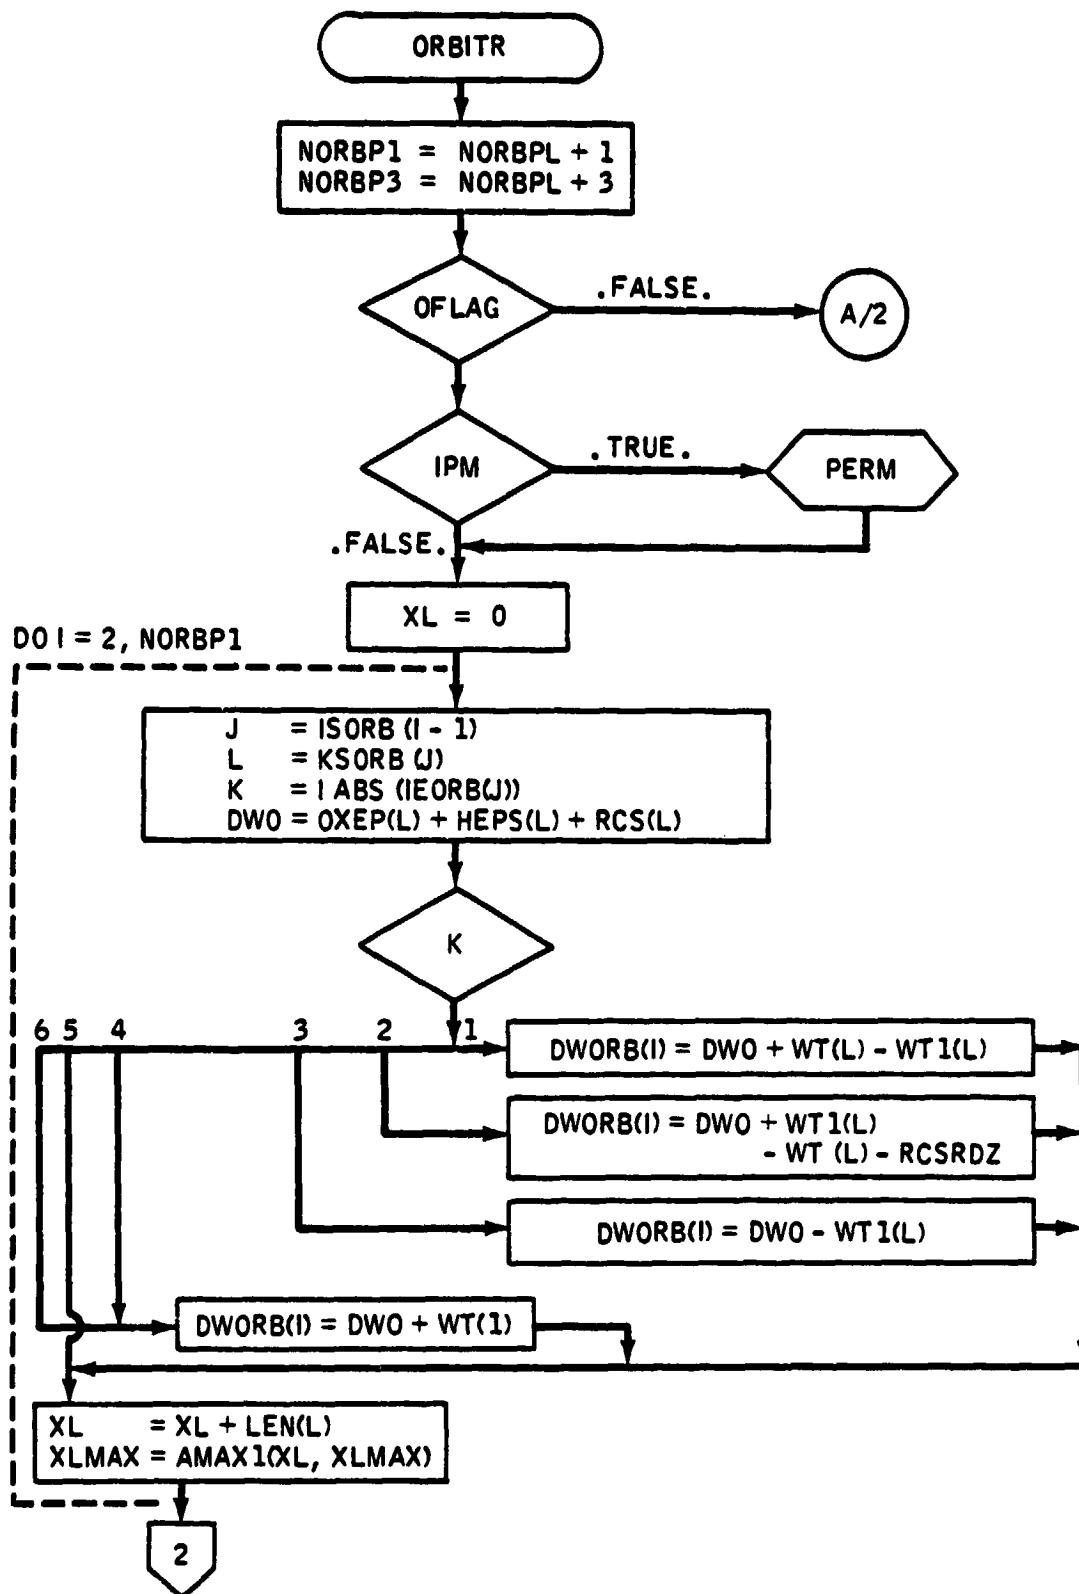 ORBITR
NORBP1 = NORBPL + 1
NORBP3 = NORBPL + 3
OFLAG
.FALSE.
A/2
IPM
.TRUE.
PERM
.FALSE.
XL = 0
DO I = 2, NORBP1
J = ISORB (I - 1)
L = KSORB (J)
K = I ABS (IEORB(J))
DWO = OXEP(L) + HEPS(L) + RCS(L)
K
6 5 4 3 2 1
DWORB(I) = DWO + WT(L) - WT1(L)
DWORB(I) = DWO + WT1(L)
- WT (L) - RCSRDZ
DWORB(I) = DWO - WT1(L)
DWORB(I) = DWO + WT(1)
XL = XL + LEN(L)
XLMAX = AMAX1(XL, XLMAX)
2